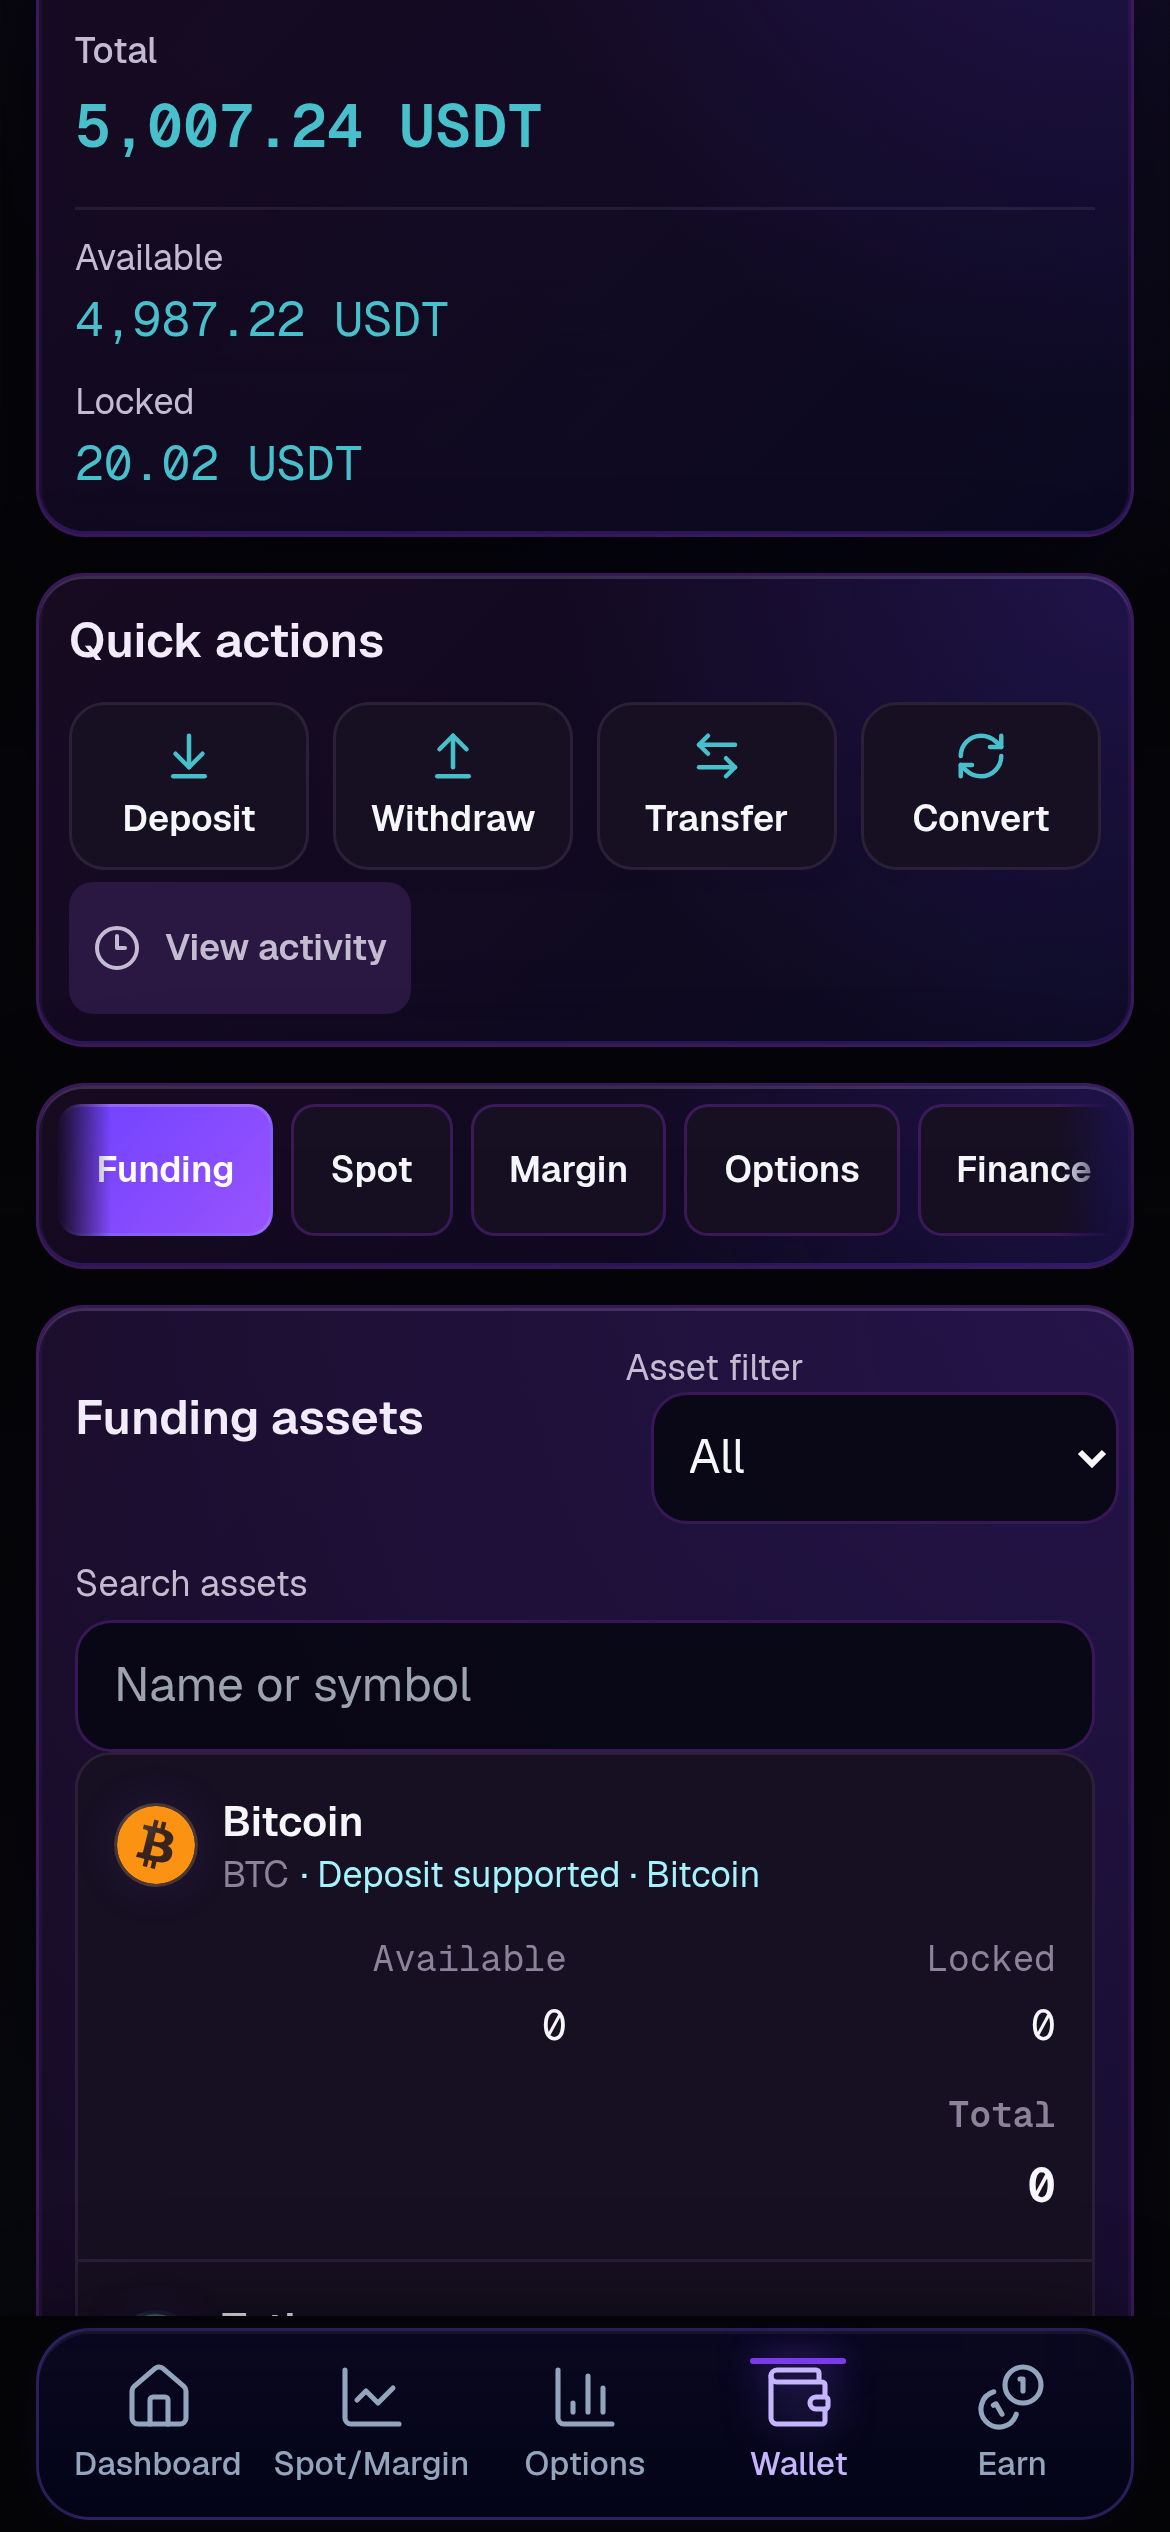 Total
5,007.24 USDT
Available
4,987.22 USDT
Locked
20.02 USDT
Quick actions
Deposit Withdraw Transfer Convert
View activity
Funding Spot Margin Options Finance
Asset filter
Funding assets
All
Search assets
Name or symbol
Bitcoin
BTC · Deposit supported · Bitcoin
Available Locked
0 0
Total
0
Dashboard Spot/Margin Options Wallet Earn